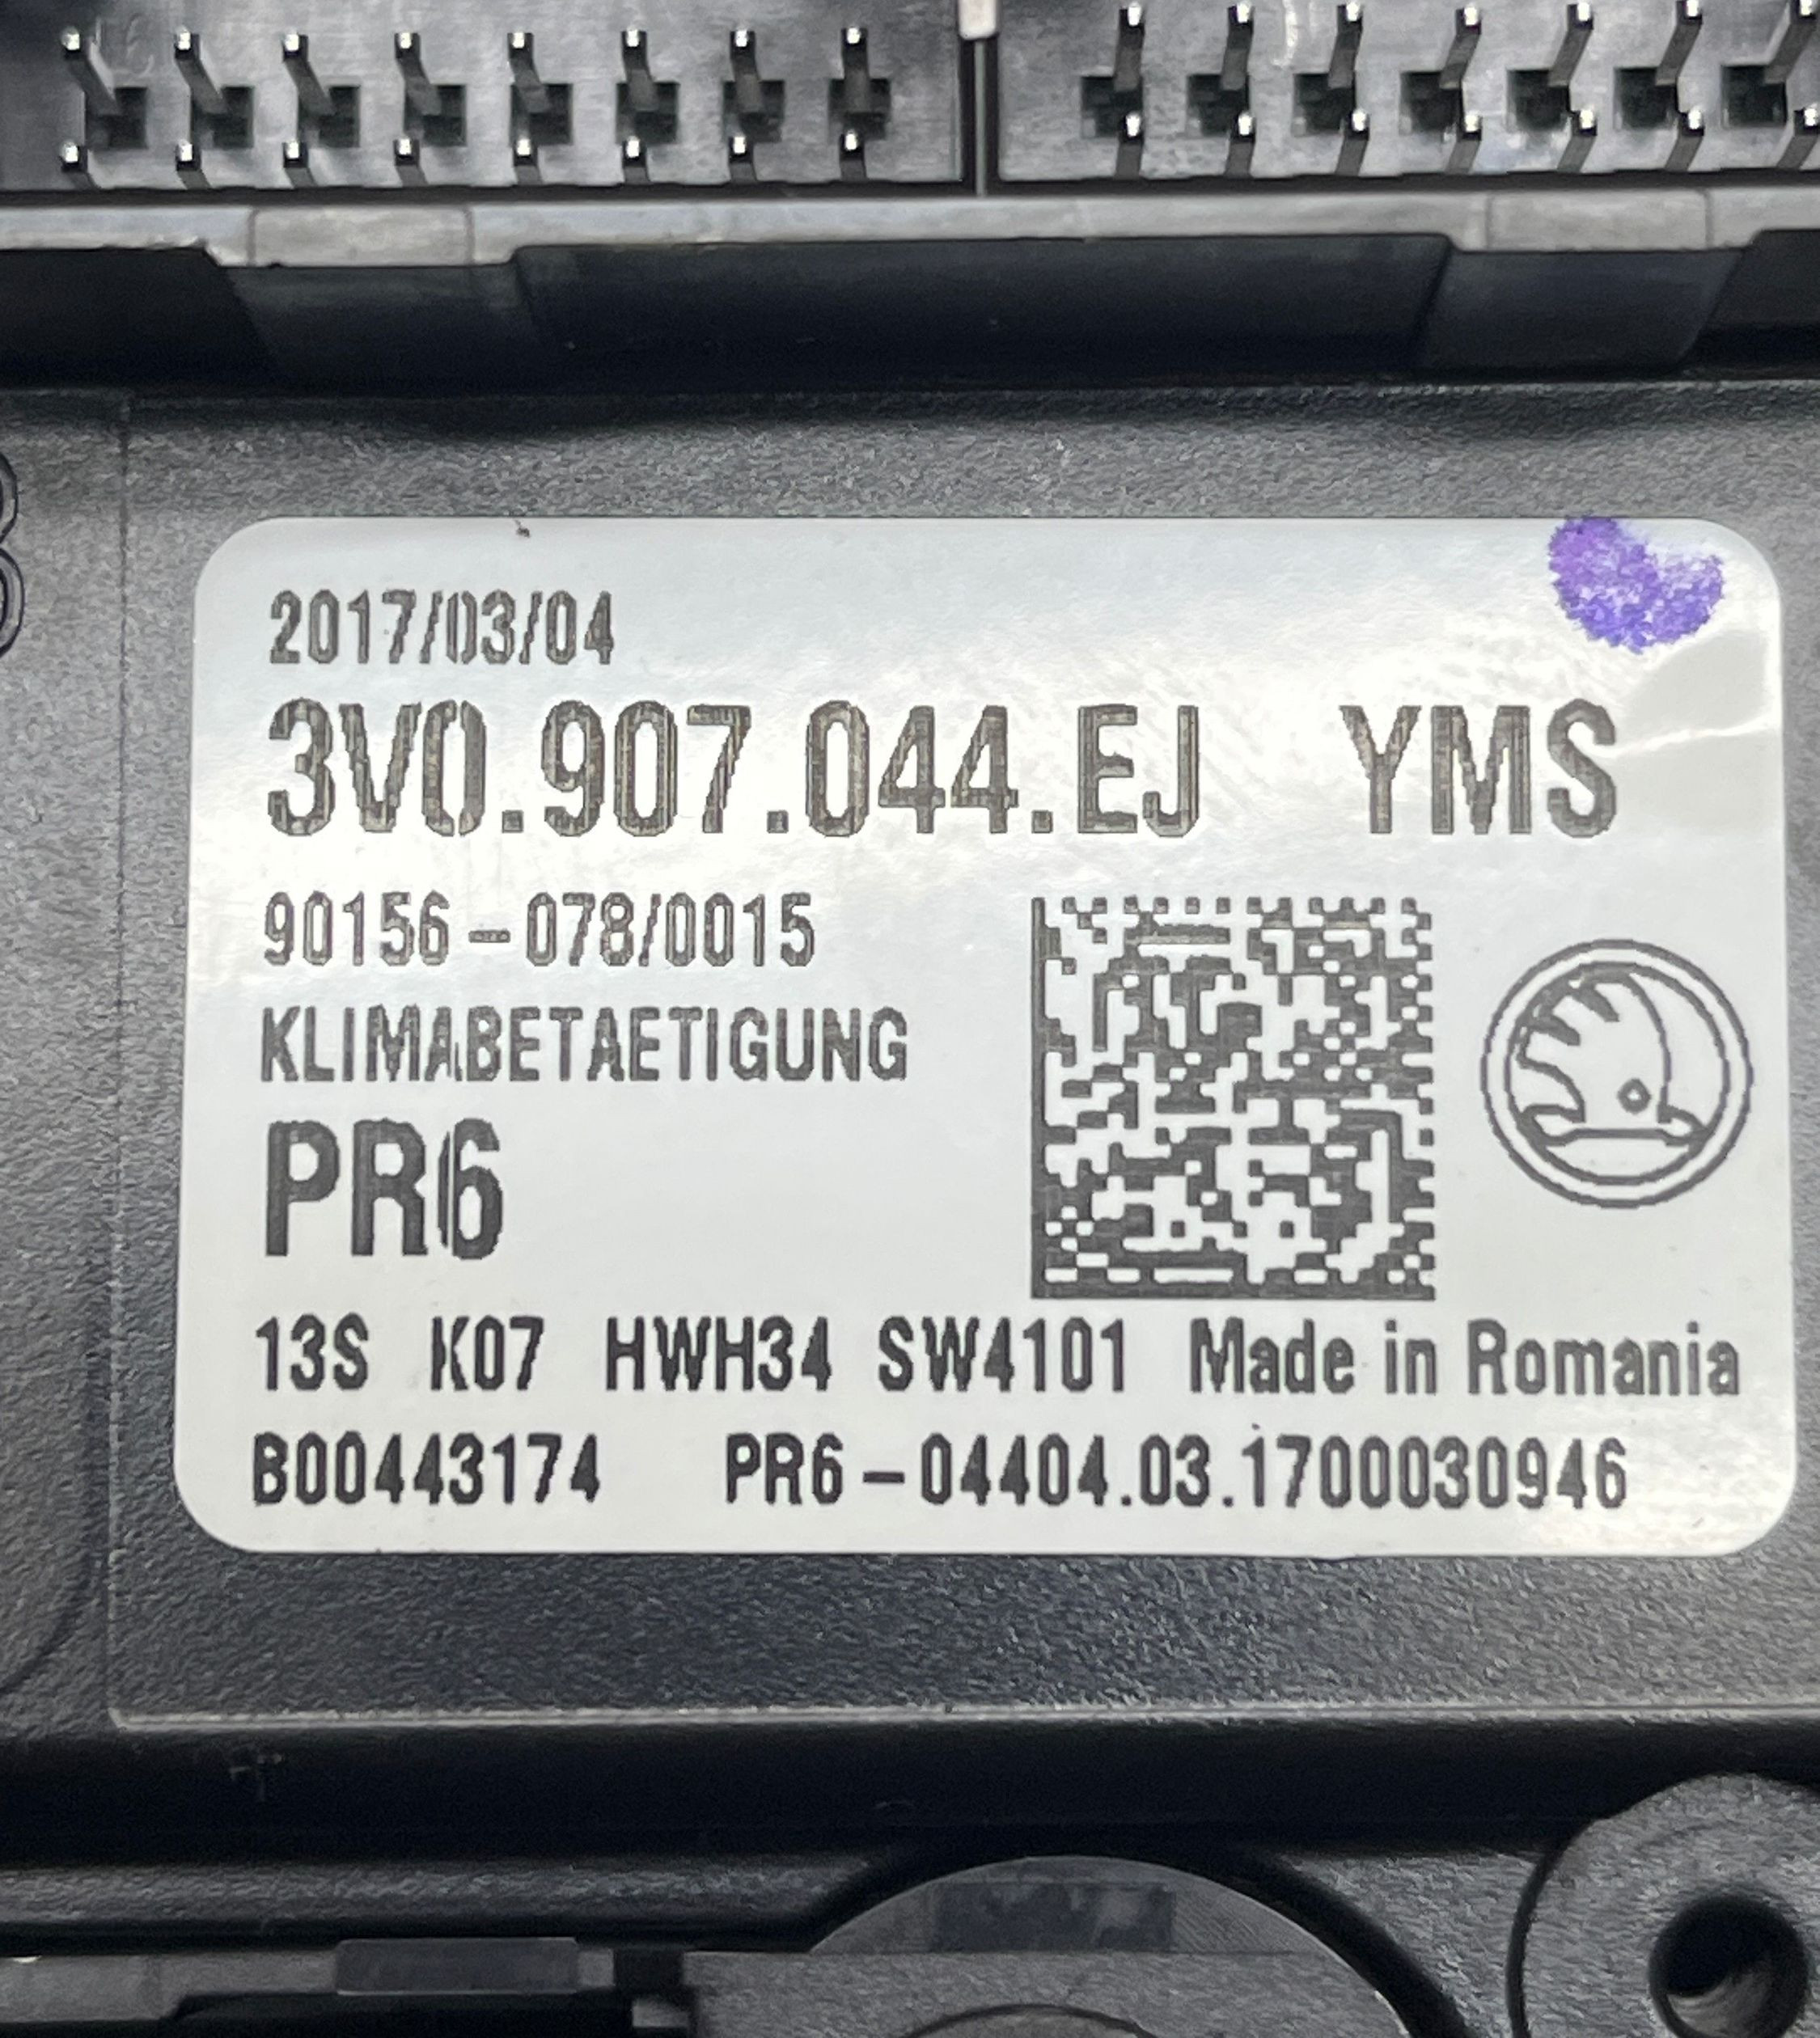 2017/03/04
3V0.907.044.EJ YMS
90156-078/0015
KLIMABETAETIGUNG
PR6
13S K07 HWH34 SW4101 Made in Romania
B00443174 PR6-04404.03.1700030946